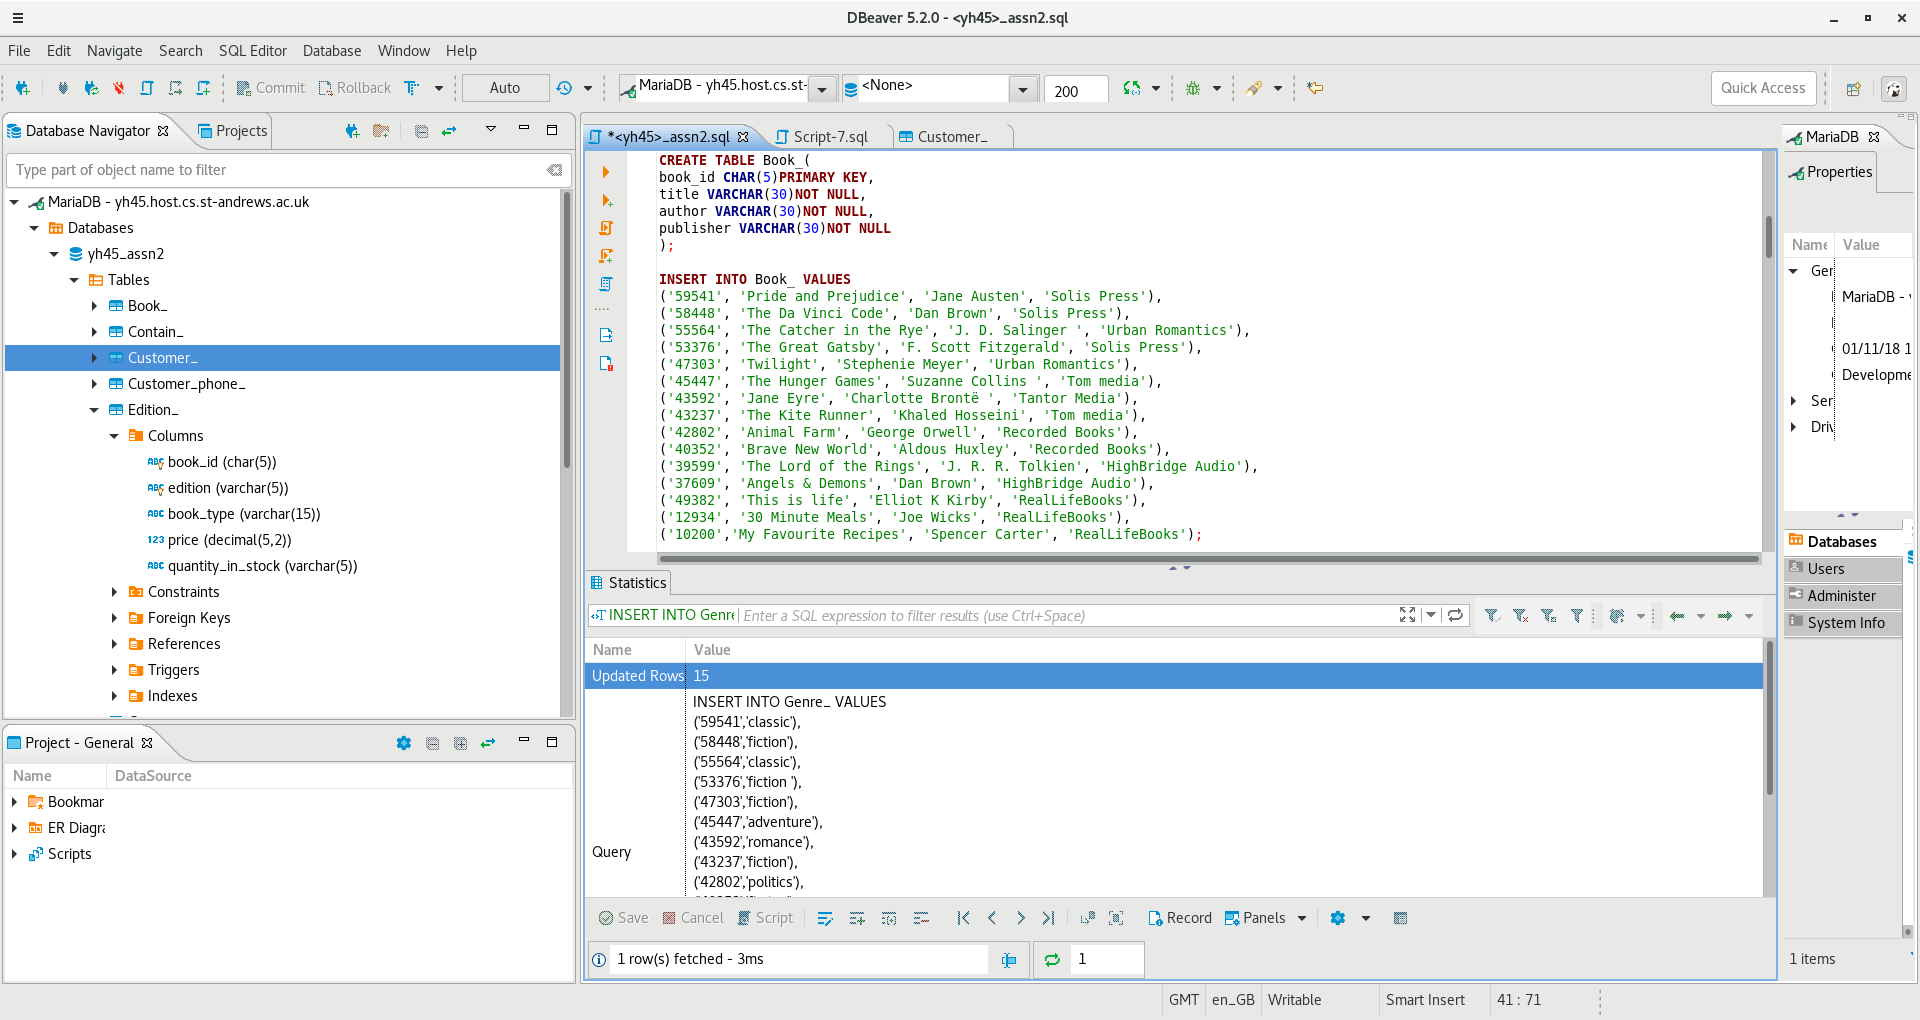 DBeaver 5.2.0 - <yh45>_assn2.sql
File Edit Navigate Search SQL Editor Database Window Help
Commit Rollback Auto MariaDB - yh45.host.cs.st- <None> 200 Quick Access
Database Navigator Projects
Type part of object name to filter
MariaDB - yh45.host.cs.st-andrews.ac.uk
Databases
yh45_assn2
Tables
Book_
Contain_
Customer_
Customer_phone_
Edition_
Columns
book_id (char(5))
edition (varchar(5))
book_type (varchar(15))
price (decimal(5,2))
quantity_in_stock (varchar(5))
Constraints
Foreign Keys
References
Triggers
Indexes
Project - General
Name DataSource
Bookmar
ER Diagra
Scripts
*<yh45>_assn2.sql Script-7.sql Customer_
CREATE TABLE Book_(
book_id CHAR(5)PRIMARY KEY,
title VARCHAR(30)NOT NULL,
author VARCHAR(30)NOT NULL,
publisher VARCHAR(30)NOT NULL
);
INSERT INTO Book_ VALUES
('59541', 'Pride and Prejudice', 'Jane Austen', 'Solis Press'),
('58448', 'The Da Vinci Code', 'Dan Brown', 'Solis Press'),
('55564', 'The Catcher in the Rye', 'J. D. Salinger ', 'Urban Romantics'),
('53376', 'The Great Gatsby', 'F. Scott Fitzgerald', 'Solis Press'),
('47303', 'Twilight', 'Stephenie Meyer', 'Urban Romantics'),
('45447', 'The Hunger Games', 'Suzanne Collins ', 'Tom media'),
('43592', 'Jane Eyre', 'Charlotte Brontë ', 'Tantor Media'),
('43237', 'The Kite Runner', 'Khaled Hosseini', 'Tom media'),
('42802', 'Animal Farm', 'George Orwell', 'Recorded Books'),
('40352', 'Brave New World', 'Aldous Huxley', 'Recorded Books'),
('39599', 'The Lord of the Rings', 'J. R. R. Tolkien', 'HighBridge Audio'),
('37609', 'Angels & Demons', 'Dan Brown', 'HighBridge Audio'),
('49382', 'This is life', 'Elliot K Kirby', 'RealLifeBooks'),
('12934', '30 Minute Meals', 'Joe Wicks', 'RealLifeBooks'),
('10200','My Favourite Recipes', 'Spencer Carter', 'RealLifeBooks');
Statistics
INSERT INTO Genre Enter a SQL expression to filter results (use Ctrl+Space)
Name Value
Updated Rows 15
INSERT INTO Genre_ VALUES
('59541','classic'),
('58448','fiction'),
('55564','classic'),
('53376','fiction '),
('47303','fiction'),
('45447','adventure'),
('43592','romance'),
Query
('43237','fiction'),
('42802','politics'),
Save Cancel Script Record Panels
1 row(s) fetched - 3ms 1
MariaDB
Properties
Name Value
Ger
MariaDB -
01/11/18 1
Developme
Ser
Driv
Databases
Users
Administer
System Info
1 items
GMT en_GB Writable Smart Insert 41 : 71